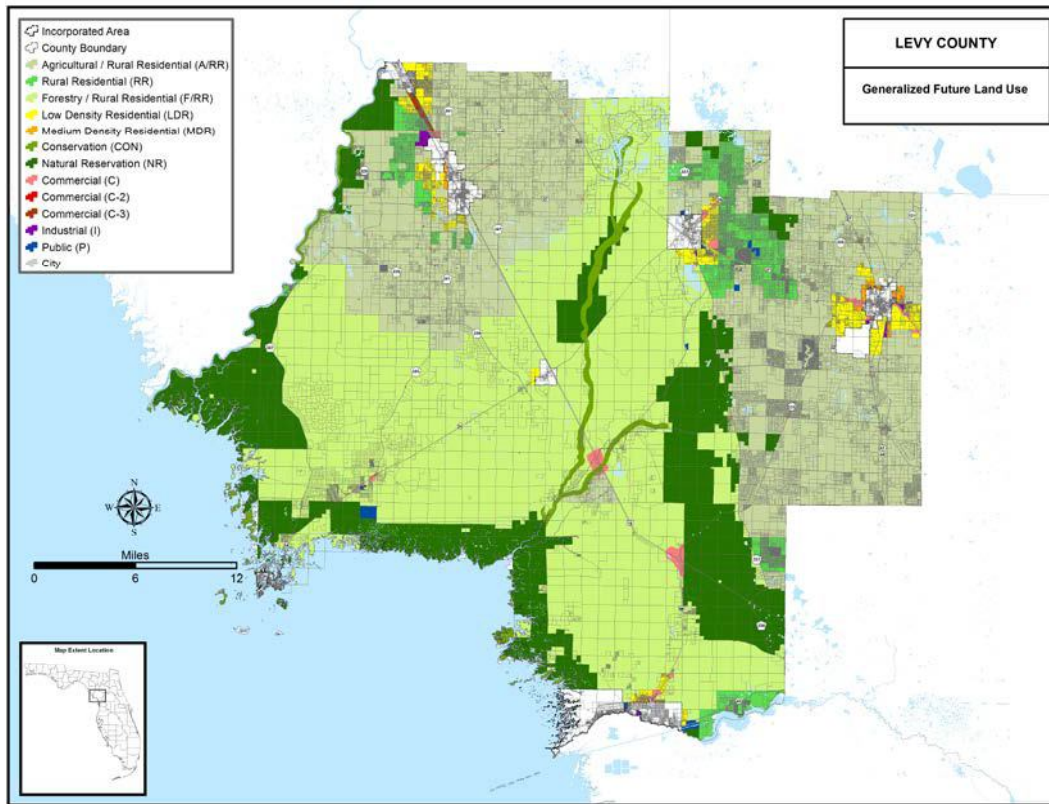 LEVY COUNTY
Generalized Future Land Use
Incorporated Area
County Boundary
Agricultural / Rural Residential (A/RR)
Rural Residential (RR)
Forestry / Rural Residential (F/RR)
Low Density Residential (LDR)
Medium Density Residential (MDR)
Conservation (CON)
Natural Reservation (NR)
Commercial (C)
Commercial (C-2)
Commercial (C-3)
Industrial (I)
Public (P)
City
N
W E
S
Miles
0 6 12
Map Extent Location